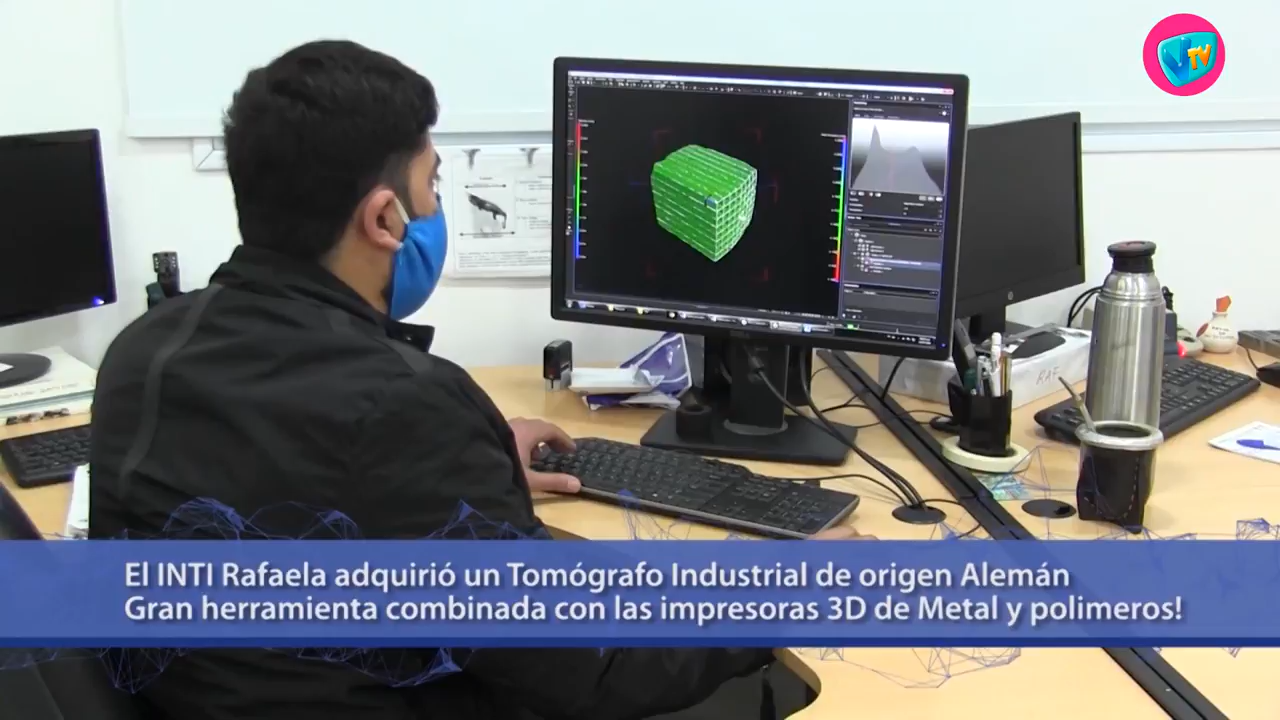 VTV
El INTI Rafaela adquirió un Tomógrafo Industrial de origen Alemán
Gran herramienta combinada con las impresoras 3D de Metal y polimeros!
RAF